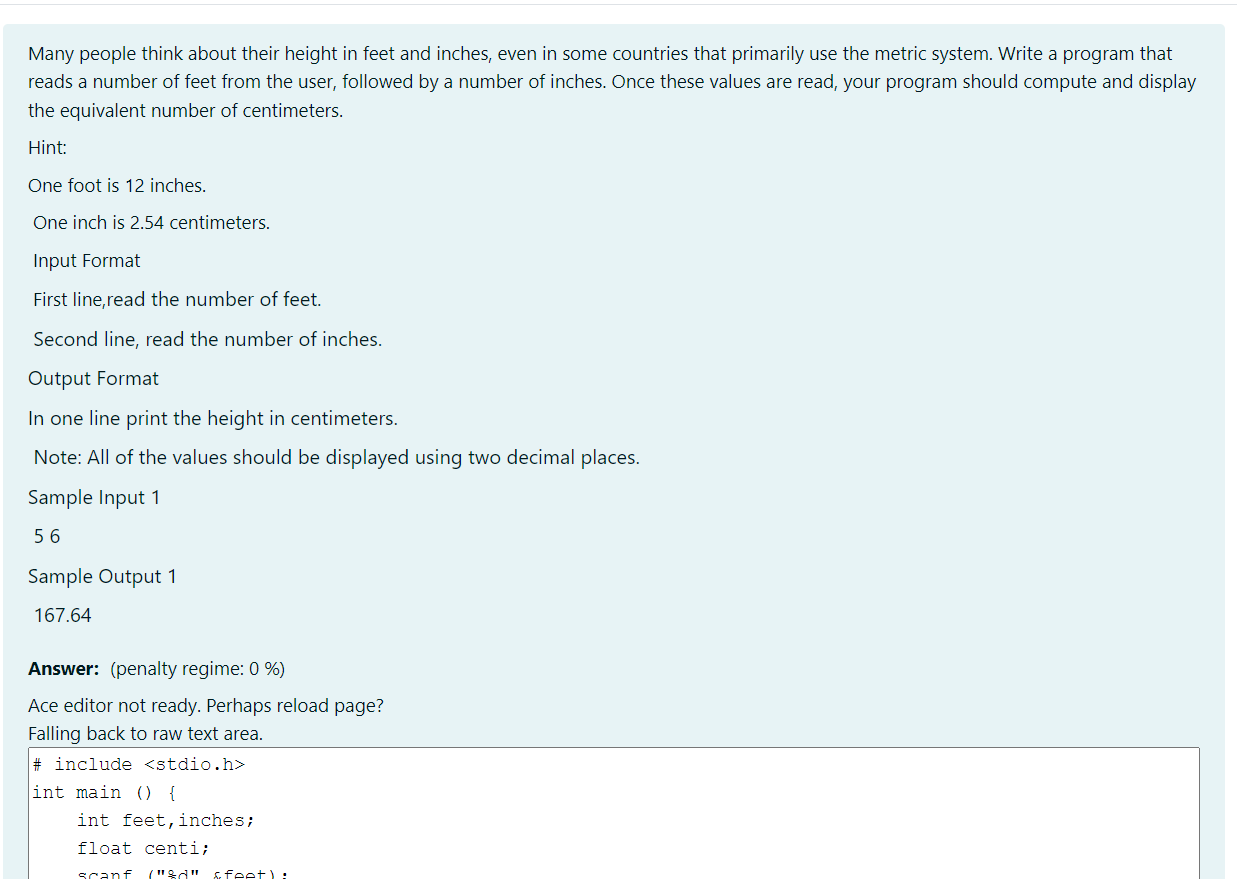 Many people think about their height in feet and inches, even in some countries that primarily use the metric system. Write a program that
reads a number of feet from the user, followed by a number of inches. Once these values are read, your program should compute and display
the equivalent number of centimeters.
Hint:
One foot is 12 inches.
One inch is 2.54 centimeters.
Input Format
First line,read the number of feet.
Second line, read the number of inches.
Output Format
In one line print the height in centimeters.
Note: All of the values should be displayed using two decimal places.
Sample Input 1
5 6
Sample Output 1
167.64
Answer: (penalty regime: 0 %)
Ace editor not ready. Perhaps reload page?
Falling back to raw text area.
# include <stdio.h>
int main () {
int feet,inches;
float centi;
scanf ("%d" &feet);